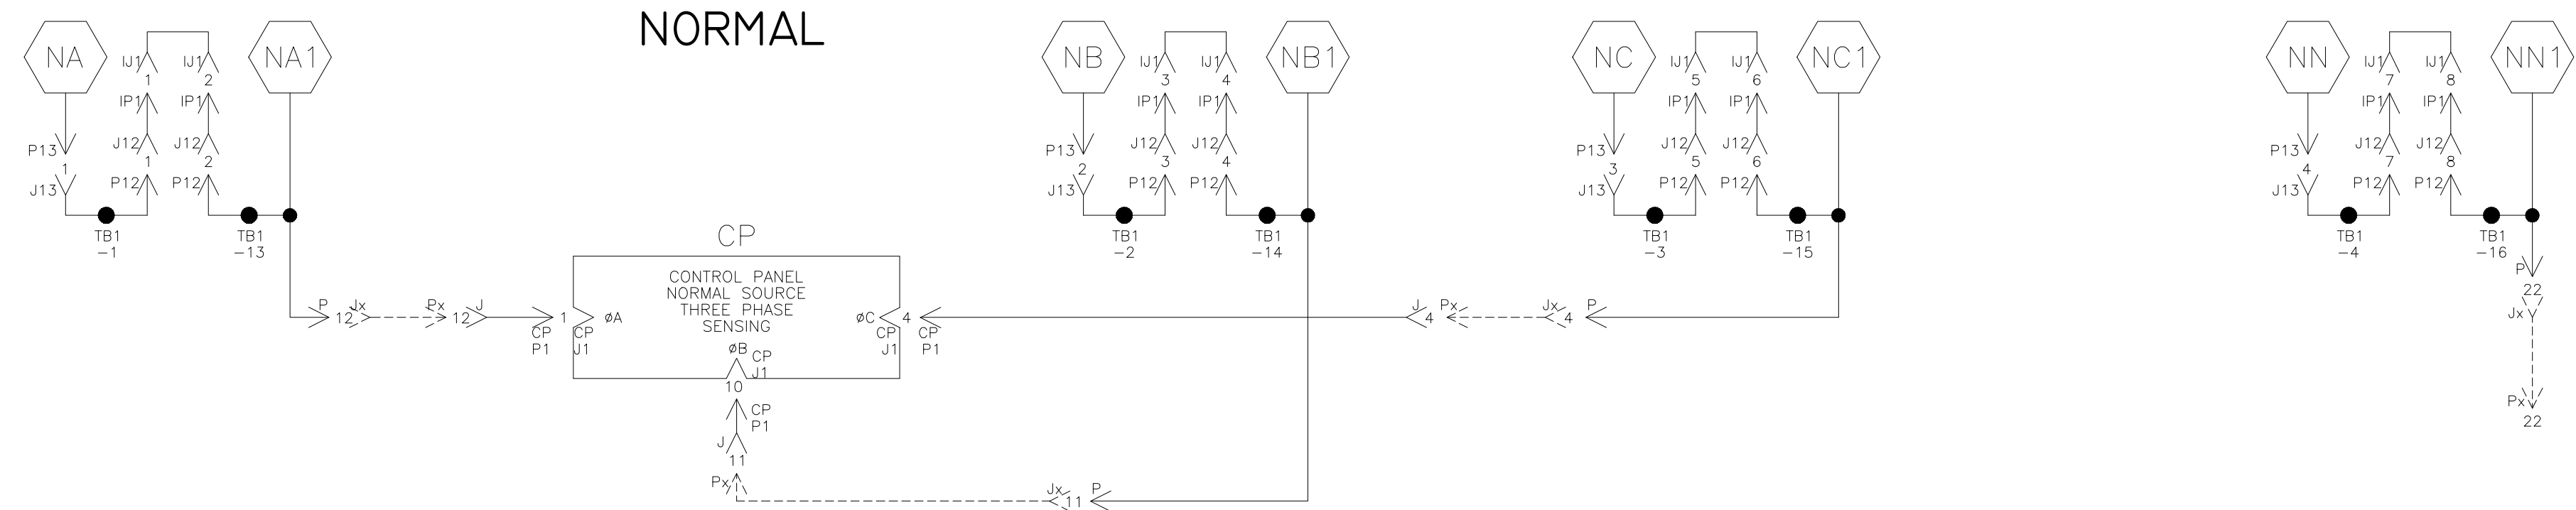 NORMAL
NA
IJ1
1
IJ1
2
NA1
IP1
IP1
P13
1
J13
J12
1
J12
2
P12
P12
TB1
-1
TB1
-13
NB
IJ1
3
IJ1
4
NB1
IP1
IP1
P13
2
J13
J12
3
J12
4
P12
P12
TB1
-2
TB1
-14
NC
IJ1
5
IJ1
6
NC1
IP1
IP1
P13
3
J13
J12
5
J12
6
P12
P12
TB1
-3
TB1
-15
NN
IJ1
7
IJ1
8
NN1
IP1
IP1
P13
4
J13
J12
7
J12
8
P12
P12
TB1
-4
TB1
-16
P
22
Jx
Px
22
CP
CONTROL PANEL
NORMAL SOURCE
THREE PHASE
SENSING
P
12
Jx
Px
12
J
1
CP
P1
øA
CP
J1
øC
CP
J1
4
CP
P1
J
4
Px
Jx
4
P
øB
CP
J1
10
CP
P1
J
11
Px
Jx
11
P